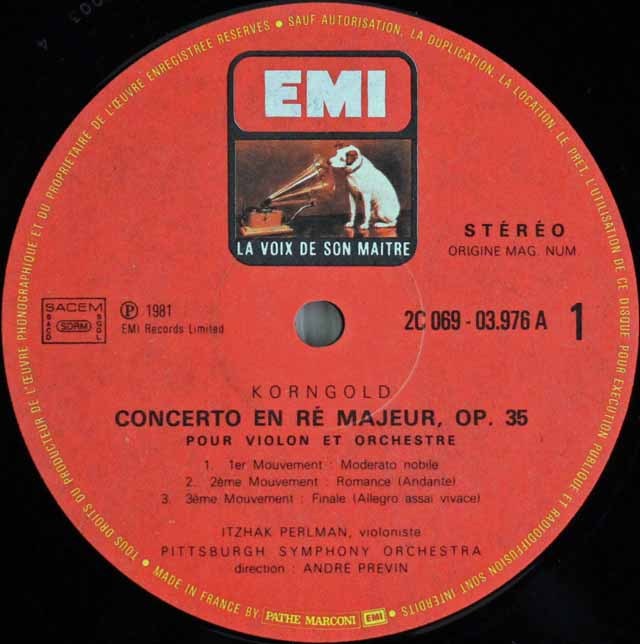 TOUS DROITS DU PRODUCTEUR DE L'ŒUVRE PHONOGRAPHIQUE ET DU PROPRIETAIRE DE L'ŒUVRE ENREGISTREE RESERVES • SAUF AUTORISATION, LA DUPLICATION, LA LOCATION, LE PRET, L'UTILISATION DE CE DISQUE POUR EXECUTION PUBLIQUE ET RADIODIFFUSION SONT INTERDITS •
EMI
LA VOIX DE SON MAITRE
STÉRÉO
ORIGINE MAG. NUM.
SACEM
SACD
SDRM
SGDL
Ⓟ 1981
EMI Records Limited
2C 069 - 03.976 A
1
KORNGOLD
CONCERTO EN RÉ MAJEUR, OP. 35
POUR VIOLON ET ORCHESTRE
1. 1er Mouvement : Moderato nobile
2. 2ème Mouvement : Romance (Andante)
3. 3ème Mouvement : Finale (Allegro assai vivace)
ITZHAK PERLMAN, violoniste
PITTSBURGH SYMPHONY ORCHESTRA
direction : ANDRE PREVIN
MADE IN FRANCE BY PATHE MARCONI EMI